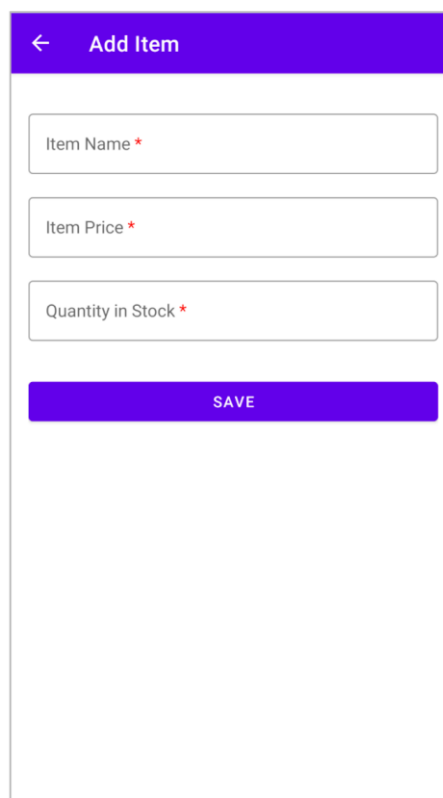 Add Item
Item Name *
Item Price *
Quantity in Stock *
SAVE